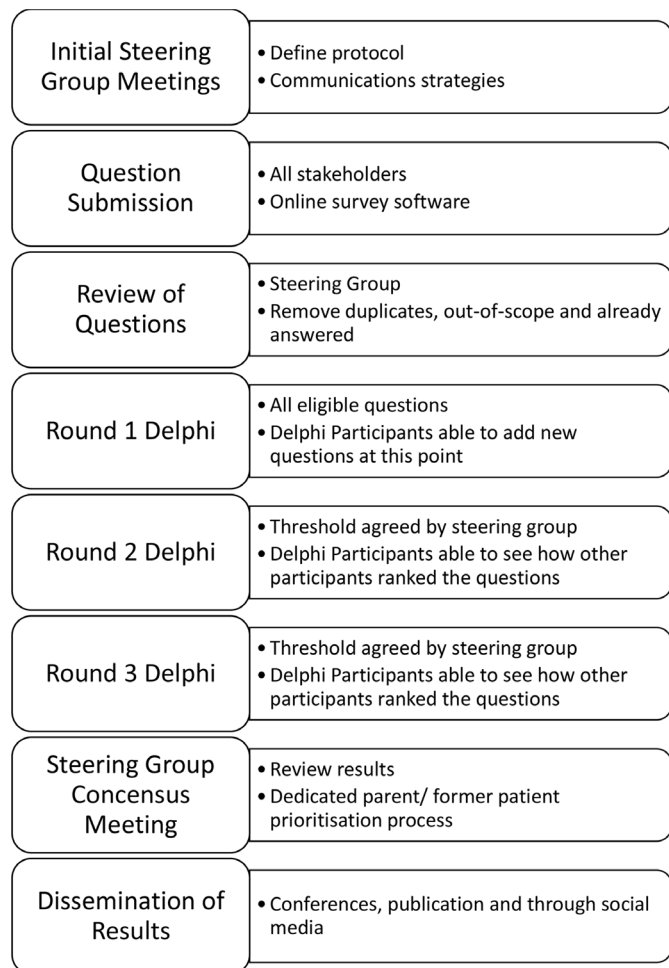 Initial Steering
Group Meetings
• Define protocol
• Communications strategies
Question
Submission
• All stakeholders
• Online survey software
Review of
Questions
• Steering Group
• Remove duplicates, out-of-scope and already
answered
Round 1 Delphi
• All eligible questions
• Delphi Participants able to add new
questions at this point
Round 2 Delphi
• Threshold agreed by steering group
• Delphi Participants able to see how other
participants ranked the questions
Round 3 Delphi
• Threshold agreed by steering group
• Delphi Participants able to see how other
participants ranked the questions
Steering Group
Concensus
Meeting
• Review results
• Dedicated parent/ former patient
prioritisation process
Dissemination of
Results
• Conferences, publication and through social
media